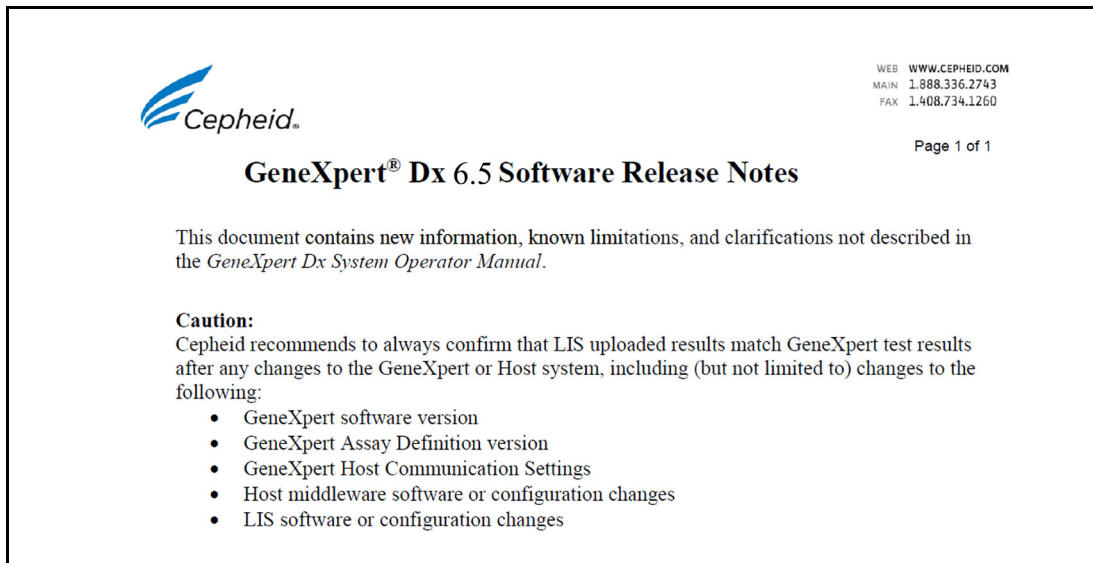 Cepheid®
WEB WWW.CEPHEID.COM
MAIN 1.888.336.2743
FAX 1.408.734.1260
Page 1 of 1
GeneXpert® Dx 6.5 Software Release Notes
This document contains new information, known limitations, and clarifications not described in
the GeneXpert Dx System Operator Manual.
Caution:
Cepheid recommends to always confirm that LIS uploaded results match GeneXpert test results
after any changes to the GeneXpert or Host system, including (but not limited to) changes to the
following:
• GeneXpert software version
• GeneXpert Assay Definition version
• GeneXpert Host Communication Settings
• Host middleware software or configuration changes
• LIS software or configuration changes